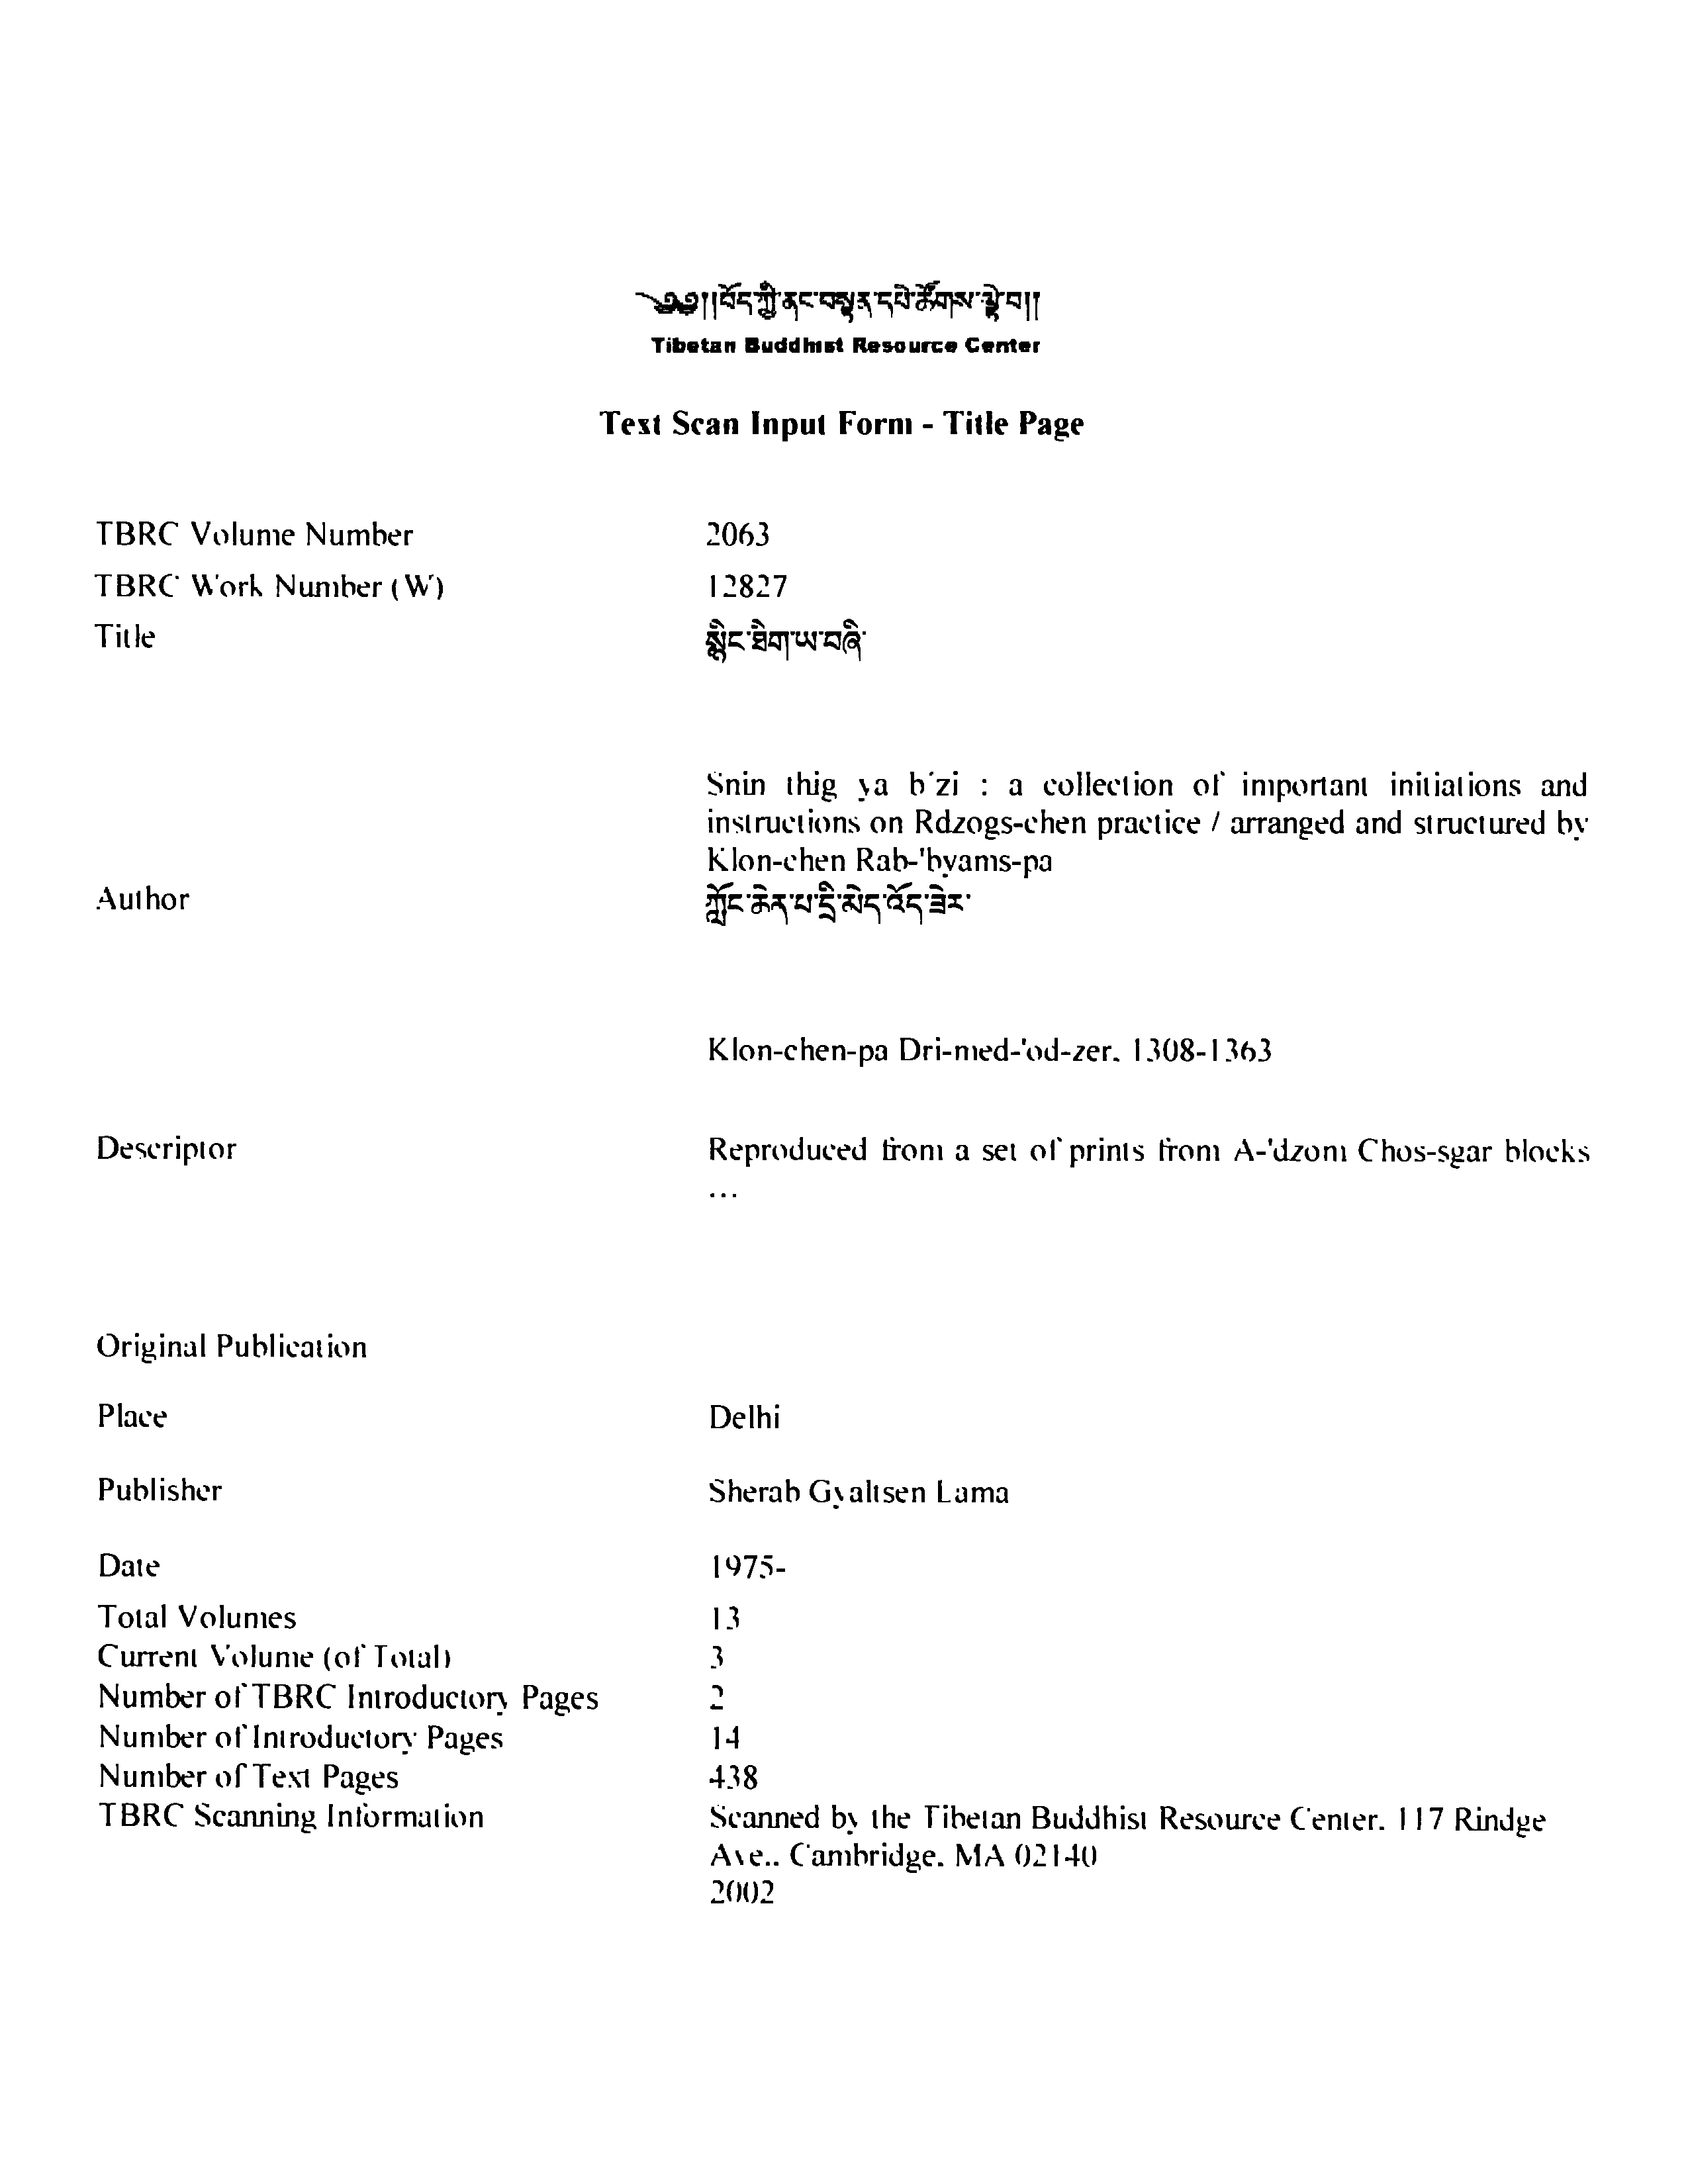 ༄༅།།བོད་ཀྱི་ནང་བསྟན་དཔེ་ཚོགས་ལྟེ་བ།།
Tibetan Buddhist Resource Center
Text Scan Input Form - Title Page
TBRC Volume Number 2063
TBRC Work Number (W) 12827
Title སྙིང་ཐིག་ཡ་བཞི་
Snin thig ya b'zi : a collection of important initiations and
instructions on Rdzogs-chen practice / arranged and structured by
Klon-chen Rab-'byams-pa
Author ཀློང་ཆེན་པ་དྲི་མེད་འོད་ཟེར་
Klon-chen-pa Dri-med-'od-zer, 1308-1363
Descriptor Reproduced from a set of prints from A-'dzom Chos-sgar blocks
...
Original Publication
Place Delhi
Publisher Sherab Gyaltsen Lama
Date 1975-
Total Volumes 13
Current Volume (of Total) 3
Number of TBRC Introductory Pages 2
Number of Introductory Pages 14
Number of Text Pages 438
TBRC Scanning Information Scanned by the Tibetan Buddhist Resource Center, 117 Rindge
Ave., Cambridge, MA 02140
2002